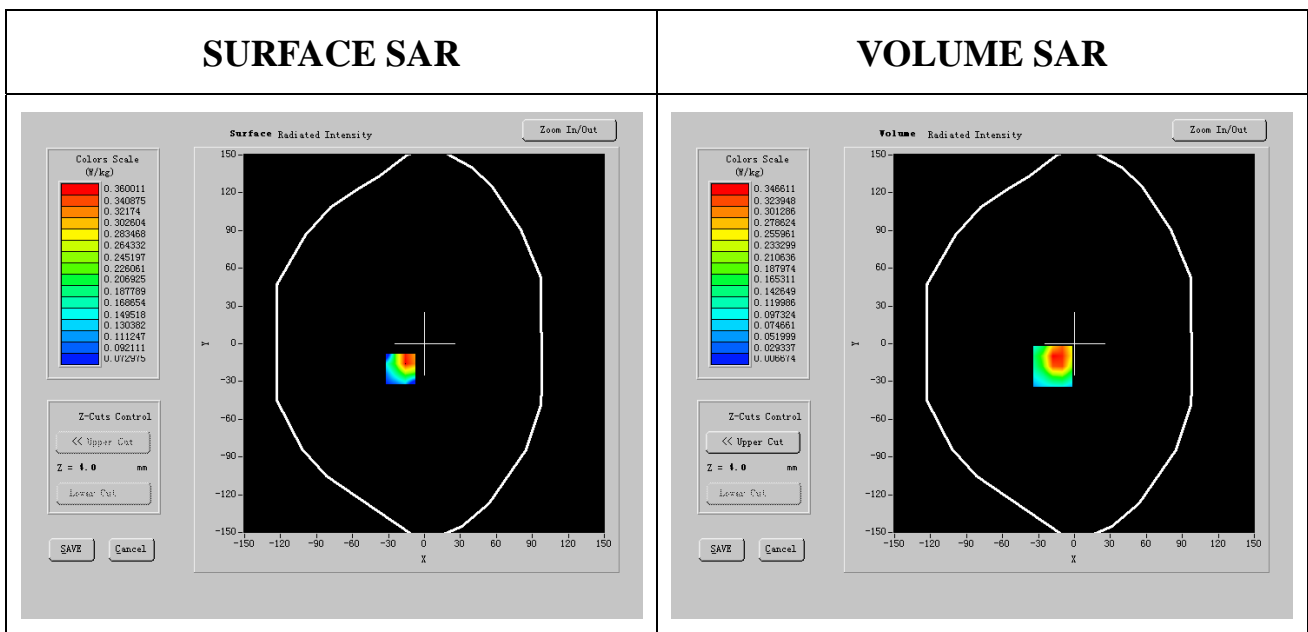 SURFACE SAR
VOLUME SAR
Surface Radiated Intensity
Zoom In/Out
Colors Scale
(W/kg)
0.360011
0.340875
0.32174
0.302604
0.283468
0.264332
0.245197
0.226061
0.206925
0.187789
0.168654
0.149518
0.130382
0.111247
0.092111
0.072975
150
120
90
60
30
0
-30
-60
-90
-120
-150
Y
-150 -120 -90 -60 -30 0 30 60 90 120 150
X
Z-Cuts Control
<< Upper Cut
Z = 4.0 mm
Lower Cut
SAVE
Cancel
Volume Radiated Intensity
Zoom In/Out
Colors Scale
(W/kg)
0.346611
0.323948
0.301286
0.278624
0.255961
0.233299
0.210636
0.187974
0.165311
0.142649
0.119986
0.097324
0.074661
0.051999
0.029337
0.006674
150
120
90
60
30
0
-30
-60
-90
-120
-150
Y
-150 -120 -90 -60 -30 0 30 60 90 120 150
X
Z-Cuts Control
<< Upper Cut
Z = 4.0 mm
Lower Cut
SAVE
Cancel